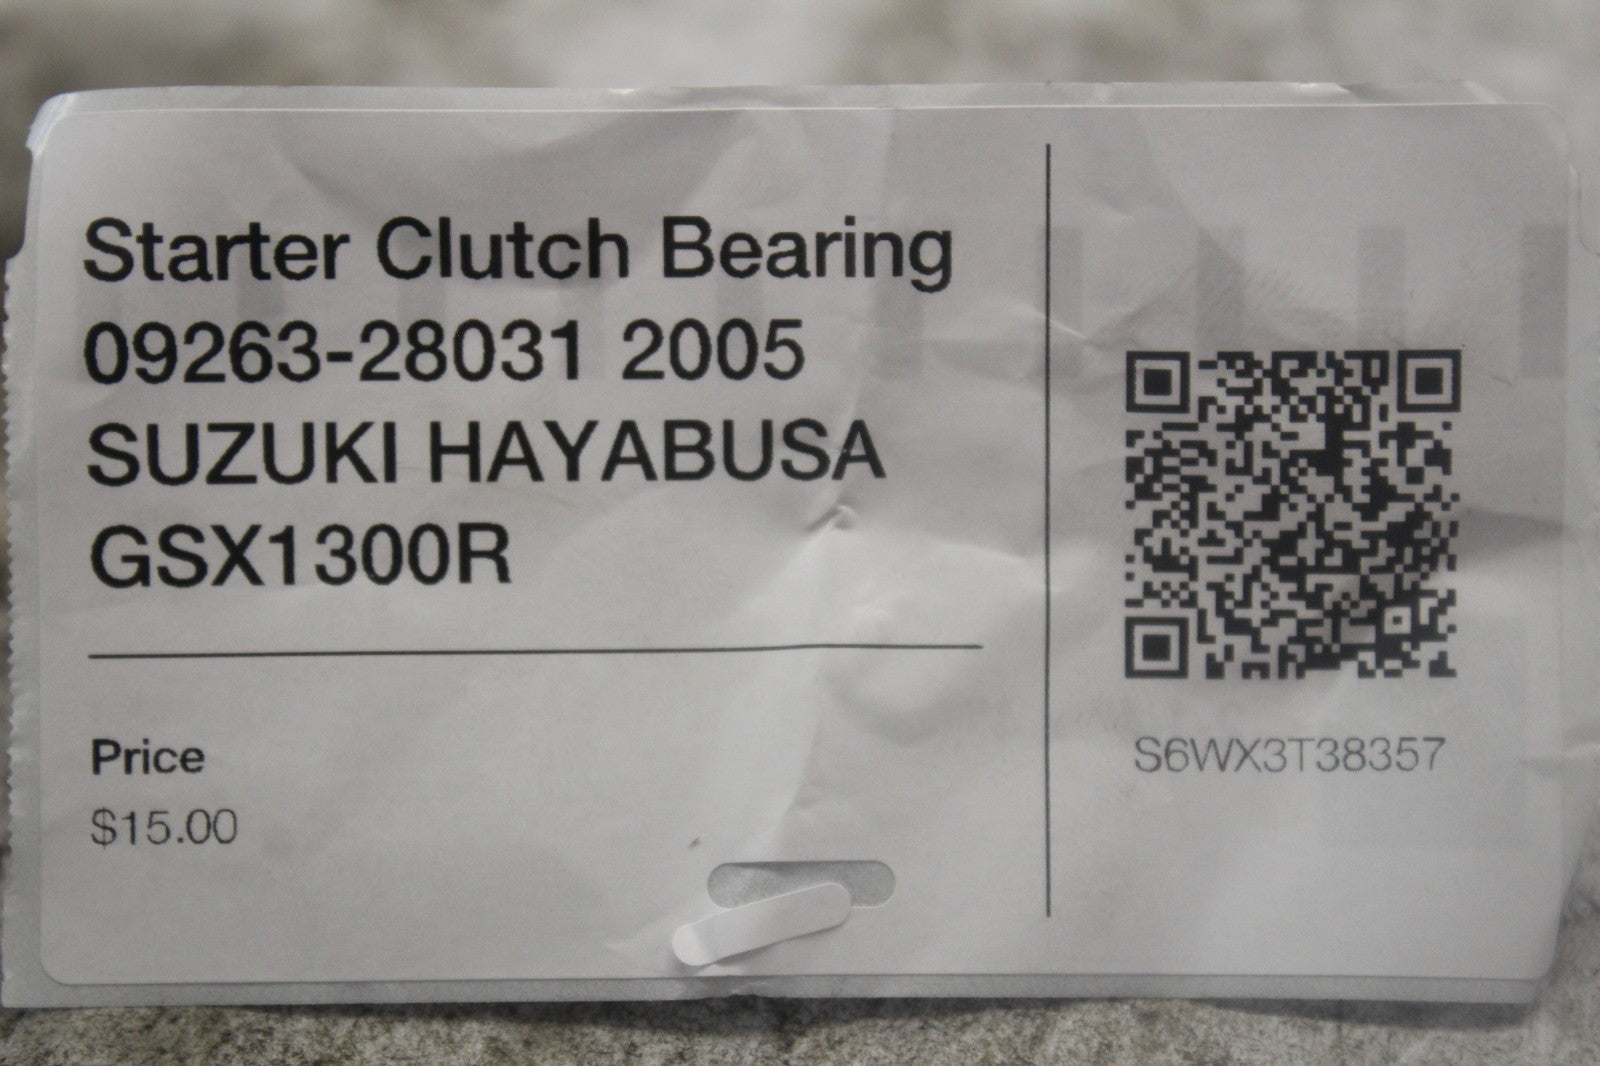 Starter Clutch Bearing
09263-28031 2005
SUZUKI HAYABUSA
GSX1300R
Price
$15.00
S6WX3T38357